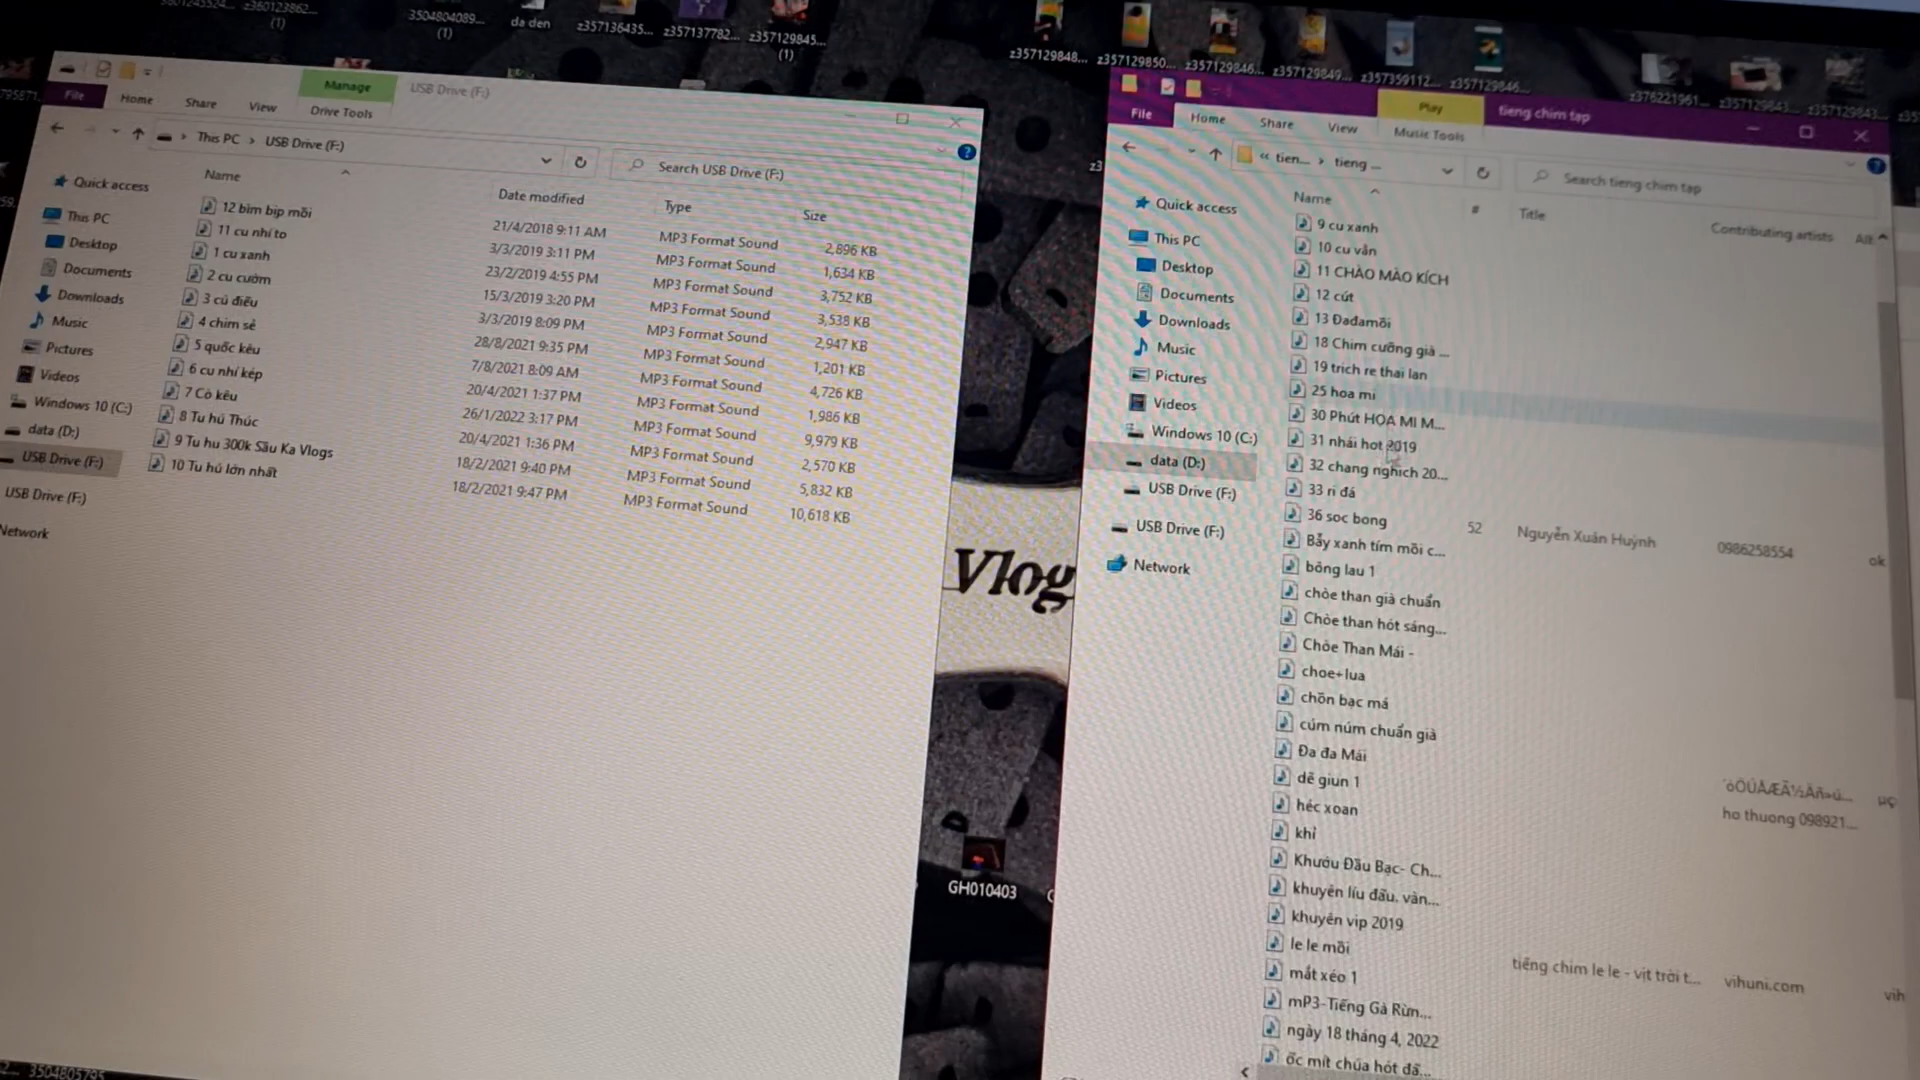 z360123862...
(1)
3504804089...
(1)
da den
z357136435...
z357137782...
z357129845...
(1)
z357129848...
z357129850...
z357129846...
z357129849...
z357359112...
z357129846...
z376221961...
z357129843...
z357129843...
Manage
USB Drive (F:)
File
Home
Share
View
Drive Tools
This PC > USB Drive (F:)
Search USB Drive (F:)
Quick access
This PC
Desktop
Documents
Downloads
Music
Pictures
Videos
Windows 10 (C:)
data (D:)
USB Drive (F:)
USB Drive (F:)
Network
Name
Date modified
Type
Size
12 bìm bịp mồi
21/4/2018 9:11 AM
MP3 Format Sound
2,896 KB
11 cu nhí to
3/3/2019 3:11 PM
MP3 Format Sound
1,634 KB
1 cu xanh
23/2/2019 4:55 PM
MP3 Format Sound
3,752 KB
2 cu cườm
15/3/2019 3:20 PM
MP3 Format Sound
3,538 KB
3 cú điếu
3/3/2019 8:09 PM
MP3 Format Sound
2,947 KB
4 chim sẻ
28/8/2021 9:35 PM
MP3 Format Sound
1,201 KB
5 quốc kêu
7/8/2021 8:09 AM
MP3 Format Sound
4,726 KB
6 cu nhí kép
20/4/2021 1:37 PM
MP3 Format Sound
1,986 KB
7 Cò kêu
26/1/2022 3:17 PM
MP3 Format Sound
9,979 KB
8 Tu hú Thúc
20/4/2021 1:36 PM
MP3 Format Sound
2,570 KB
9 Tu hu 300k Sầu Ka Vlogs
18/2/2021 9:40 PM
MP3 Format Sound
5,832 KB
10 Tu hú lớn nhất
18/2/2021 9:47 PM
MP3 Format Sound
10,618 KB
Vlog
GH010403
3504805795
Play
tieng chim tap
File
Home
Share
View
Music Tools
« tien... > tieng ...
Search tieng chim tap
Quick access
This PC
Desktop
Documents
Downloads
Music
Pictures
Videos
Windows 10 (C:)
data (D:)
USB Drive (F:)
USB Drive (F:)
Network
Name
#
Title
Contributing artists
9 cu xanh
10 cu vằn
11 CHÀO MÀO KÍCH
12 cút
13 Đađamồi
18 Chim cưỡng già ...
19 trich re thai lan
25 hoa mi
30 Phút HỌA MI M...
31 nhái hot 2019
32 chang nghich 20...
33 ri đá
36 soc bong
52
Nguyễn Xuân Huỳnh
0986258554
ok
Bẫy xanh tím mồi c...
bông lau 1
chòe than già chuẩn
Chòe than hót sáng...
Chòe Than Mái -
choe+lua
chồn bạc má
cúm núm chuẩn già
Đa đa Mái
dế giun 1
héc xoan
ho thuong 098921...
khỉ
Khướu Đầu Bạc- Ch...
khuyên líu đấu, vàn...
khuyên vip 2019
le le mồi
tiếng chim le le - vịt trời t...
vihuni.com
vih
mắt xéo 1
mP3-Tiếng Gà Rừn...
ngày 18 tháng 4, 2022
ốc mít chúa hót đấ...